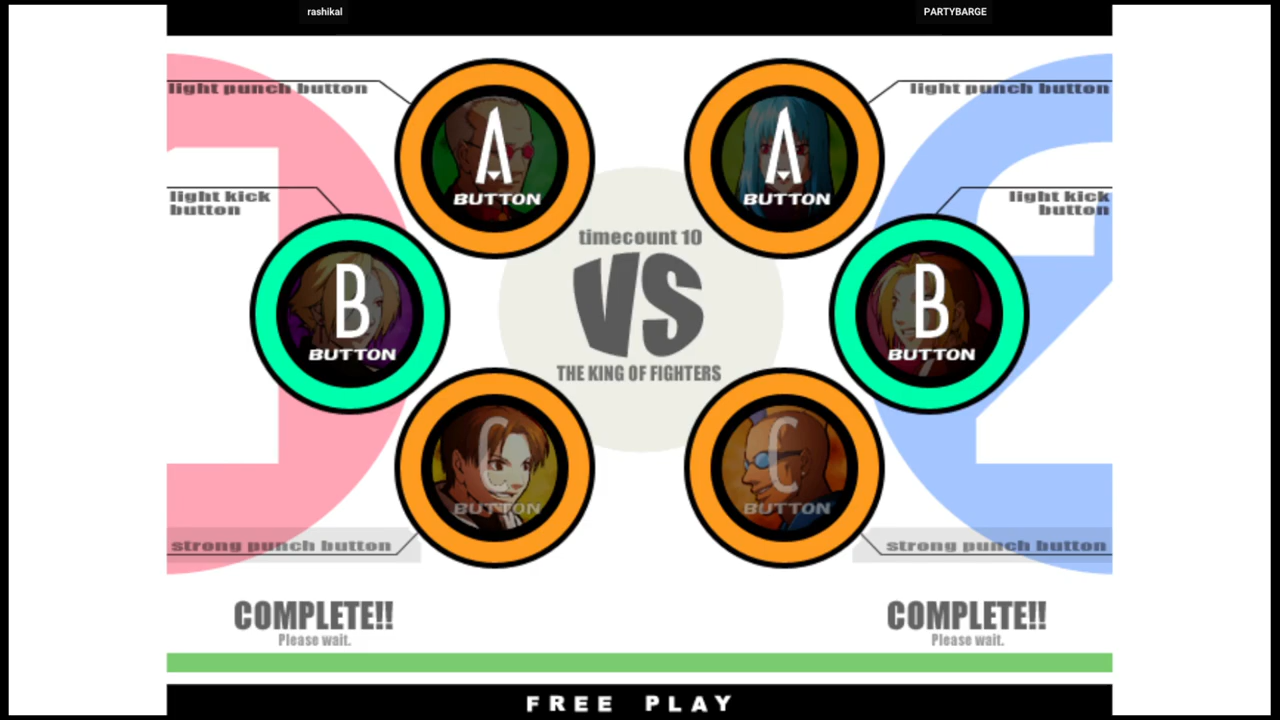 rashikal
PARTYBARGE
light punch button
light punch button
A
BUTTON
A
BUTTON
light kick
button
light kick
button
timecount 10
VS
THE KING OF FIGHTERS
B
BUTTON
B
BUTTON
C
BUTTON
C
BUTTON
strong punch button
strong punch button
COMPLETE!!
Please wait.
COMPLETE!!
Please wait.
FREE PLAY